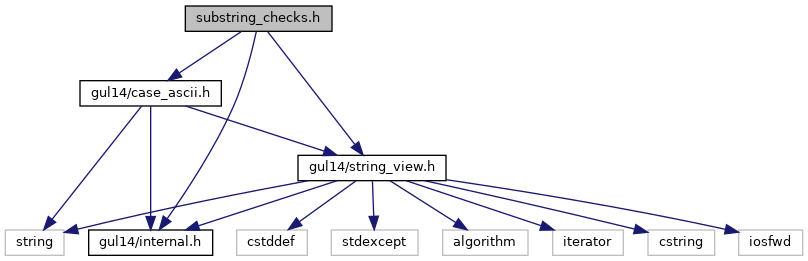 substring_checks.h
gul14/case_ascii.h
gul14/string_view.h
string
gul14/internal.h
cstddef
stdexcept
algorithm
iterator
cstring
iosfwd